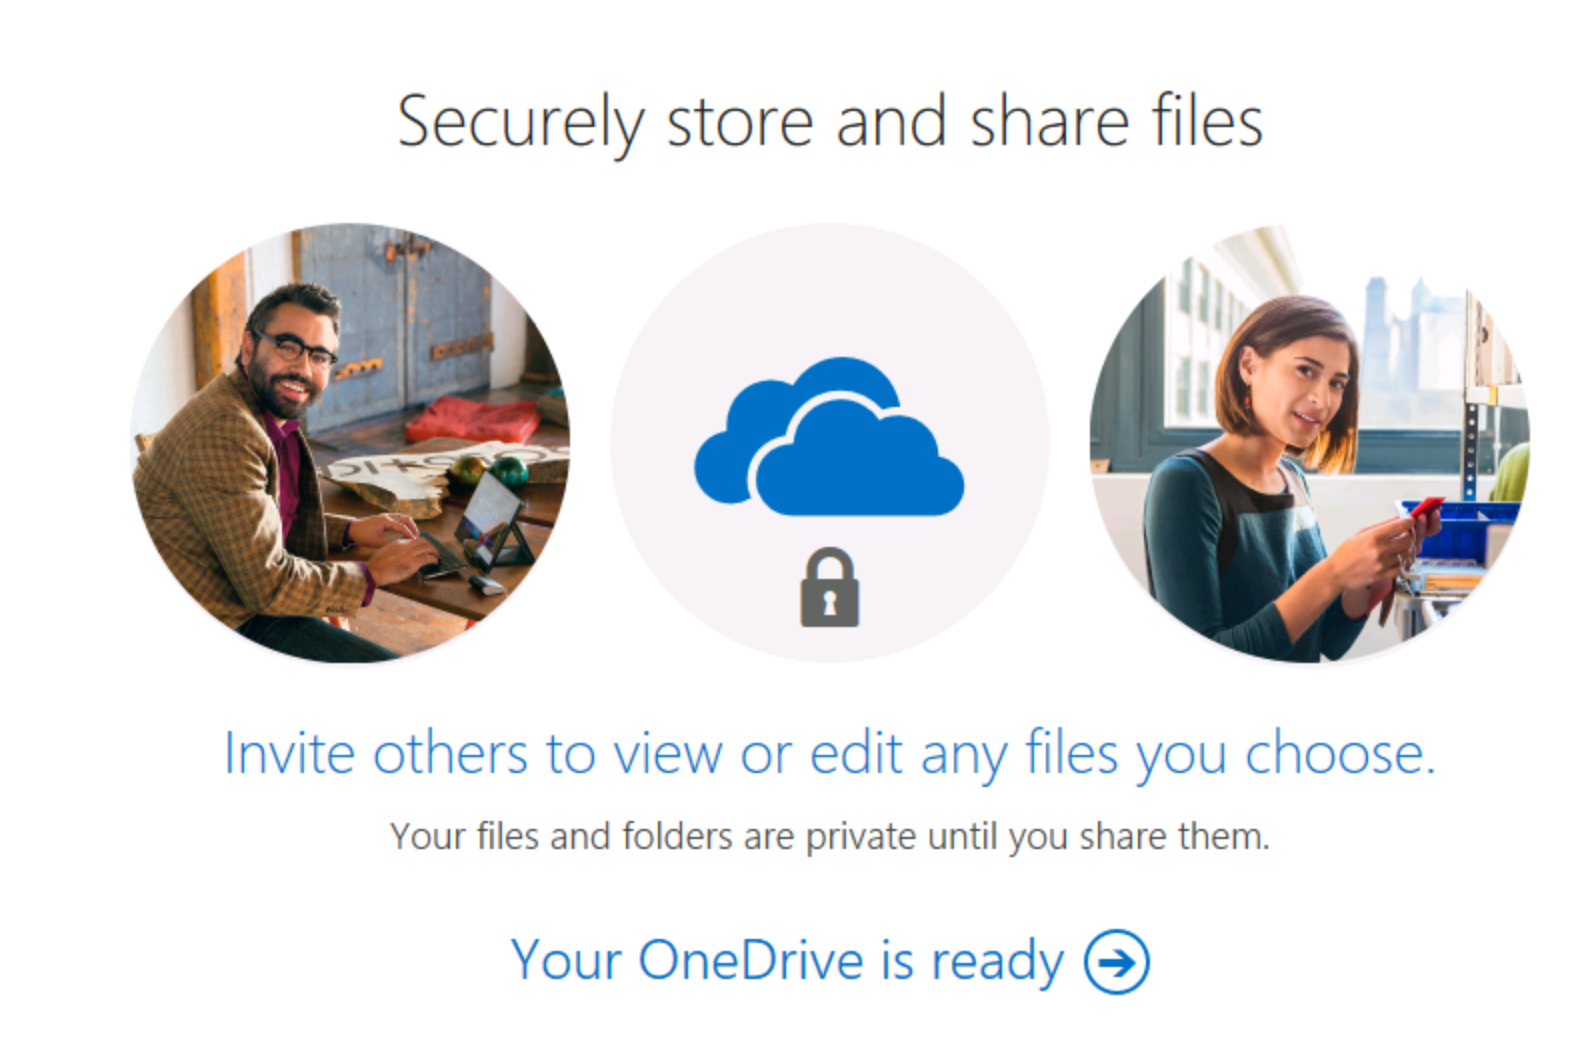 Securely store and share files
Invite others to view or edit any files you choose.
Your files and folders are private until you share them.
Your OneDrive is ready